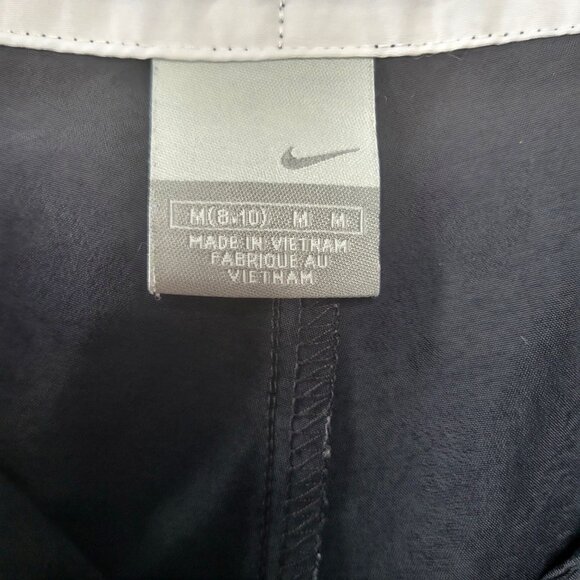 M(8-10) M M
MADE IN VIETNAM
FABRIQUE AU
VIETNAM